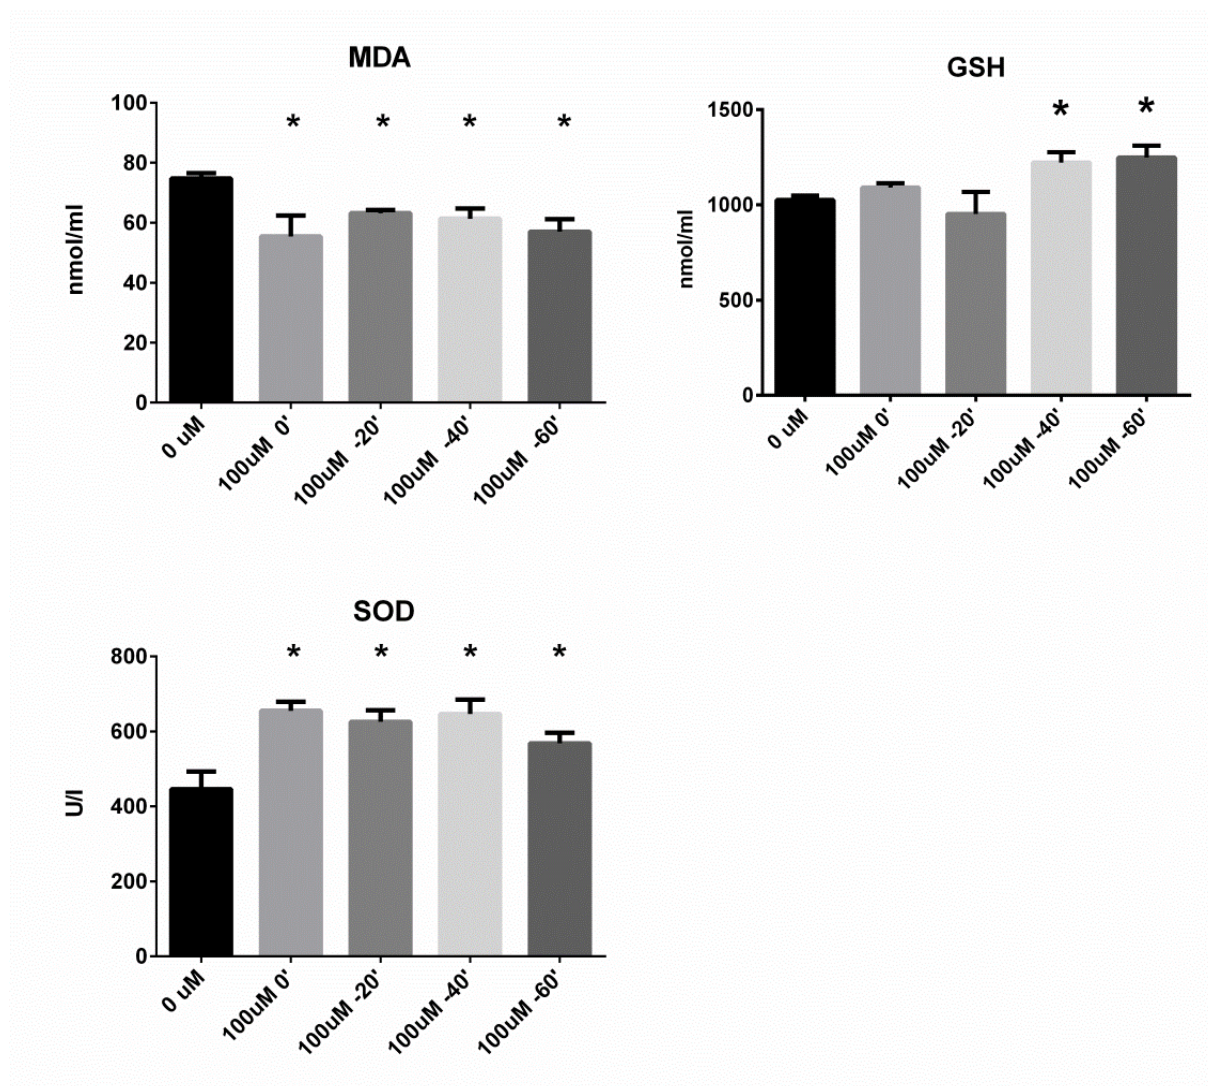 MDA
100
80
60
40
20
0
nmol/ml
* * * *
0 uM
100uM 0'
100uM -20'
100uM -40'
100uM -60'
GSH
1500
1000
500
0
nmol/ml
* *
0 uM
100uM 0'
100uM -20'
100uM -40'
100uM -60'
SOD
800
600
400
200
0
U/l
* * * *
0 uM
100uM 0'
100uM -20'
100uM -40'
100uM -60'